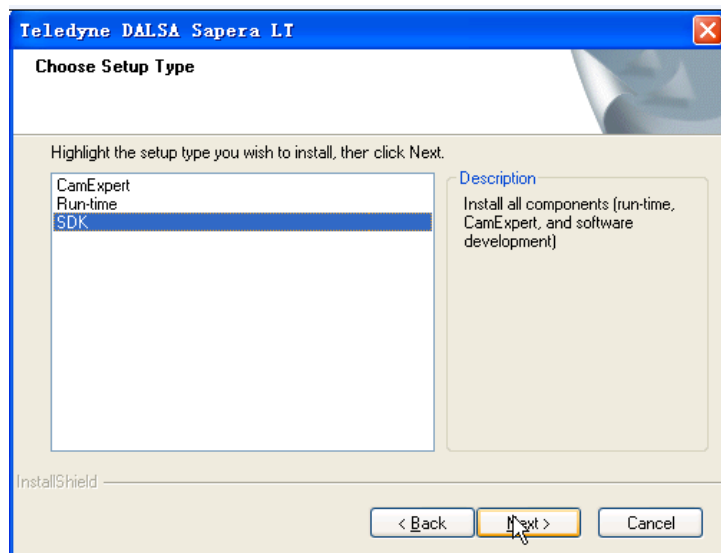 Teledyne DALSA Sapera LT
Choose Setup Type
Highlight the setup type you wish to install, then click Next.
CamExpert
Run-time
SDK
Description
Install all components (run-time,
CamExpert, and software
development)
InstallShield
< Back
Next >
Cancel